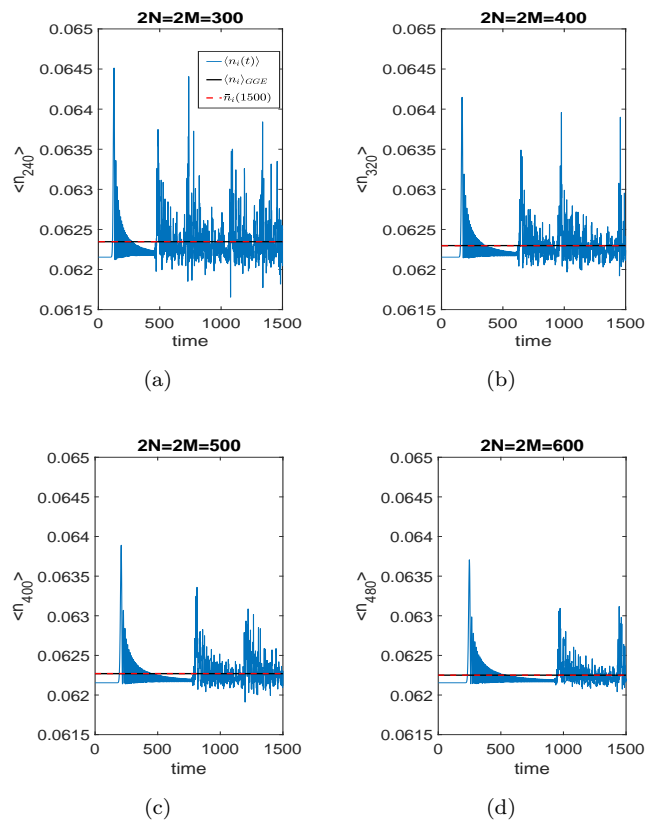 2N=2M=300
0.065
0.0645
0.064
0.0635
0.063
0.0625
0.062
0.0615
<n240>
⟨ni(t)⟩
⟨ni⟩GGE
n̄i(1500)
0 500 1000 1500
time
(a)
2N=2M=400
0.065
0.0645
0.064
0.0635
0.063
0.0625
0.062
0.0615
<n320>
0 500 1000 1500
time
(b)
2N=2M=500
0.065
0.0645
0.064
0.0635
0.063
0.0625
0.062
0.0615
<n400>
0 500 1000 1500
time
(c)
2N=2M=600
0.065
0.0645
0.064
0.0635
0.063
0.0625
0.062
0.0615
<n480>
0 500 1000 1500
time
(d)